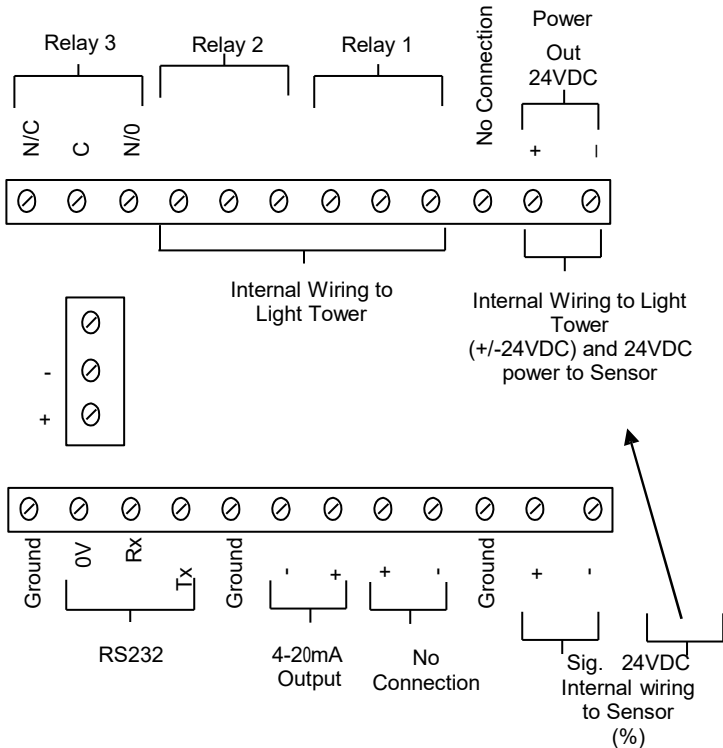 Relay 3
Relay 2
Relay 1
No Connection
Power
Out
24VDC
N/C
C
N/0
+
–
Internal Wiring to
Light Tower
Internal Wiring to Light
Tower
(+/-24VDC) and 24VDC
power to Sensor
-
+
Ground
0V
Rx
Tx
Ground
-
+
+
-
Ground
+
-
RS232
4-20mA
Output
No
Connection
Sig. 24VDC
Internal wiring
to Sensor
(%)